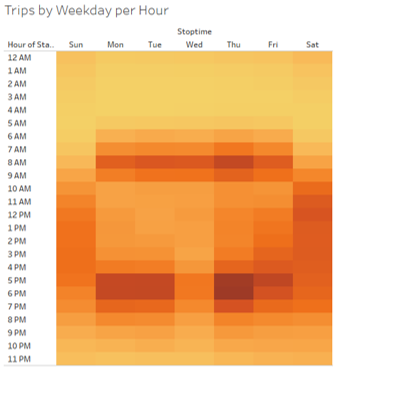 Trips by Weekday per Hour
Stoptime
Hour of Sta.. Sun Mon Tue Wed Thu Fri Sat
12 AM
1 AM
2 AM
3 AM
4 AM
5 AM
6 AM
7 AM
8 AM
9 AM
10 AM
11 AM
12 PM
1 PM
2 PM
3 PM
4 PM
5 PM
6 PM
7 PM
8 PM
9 PM
10 PM
11 PM